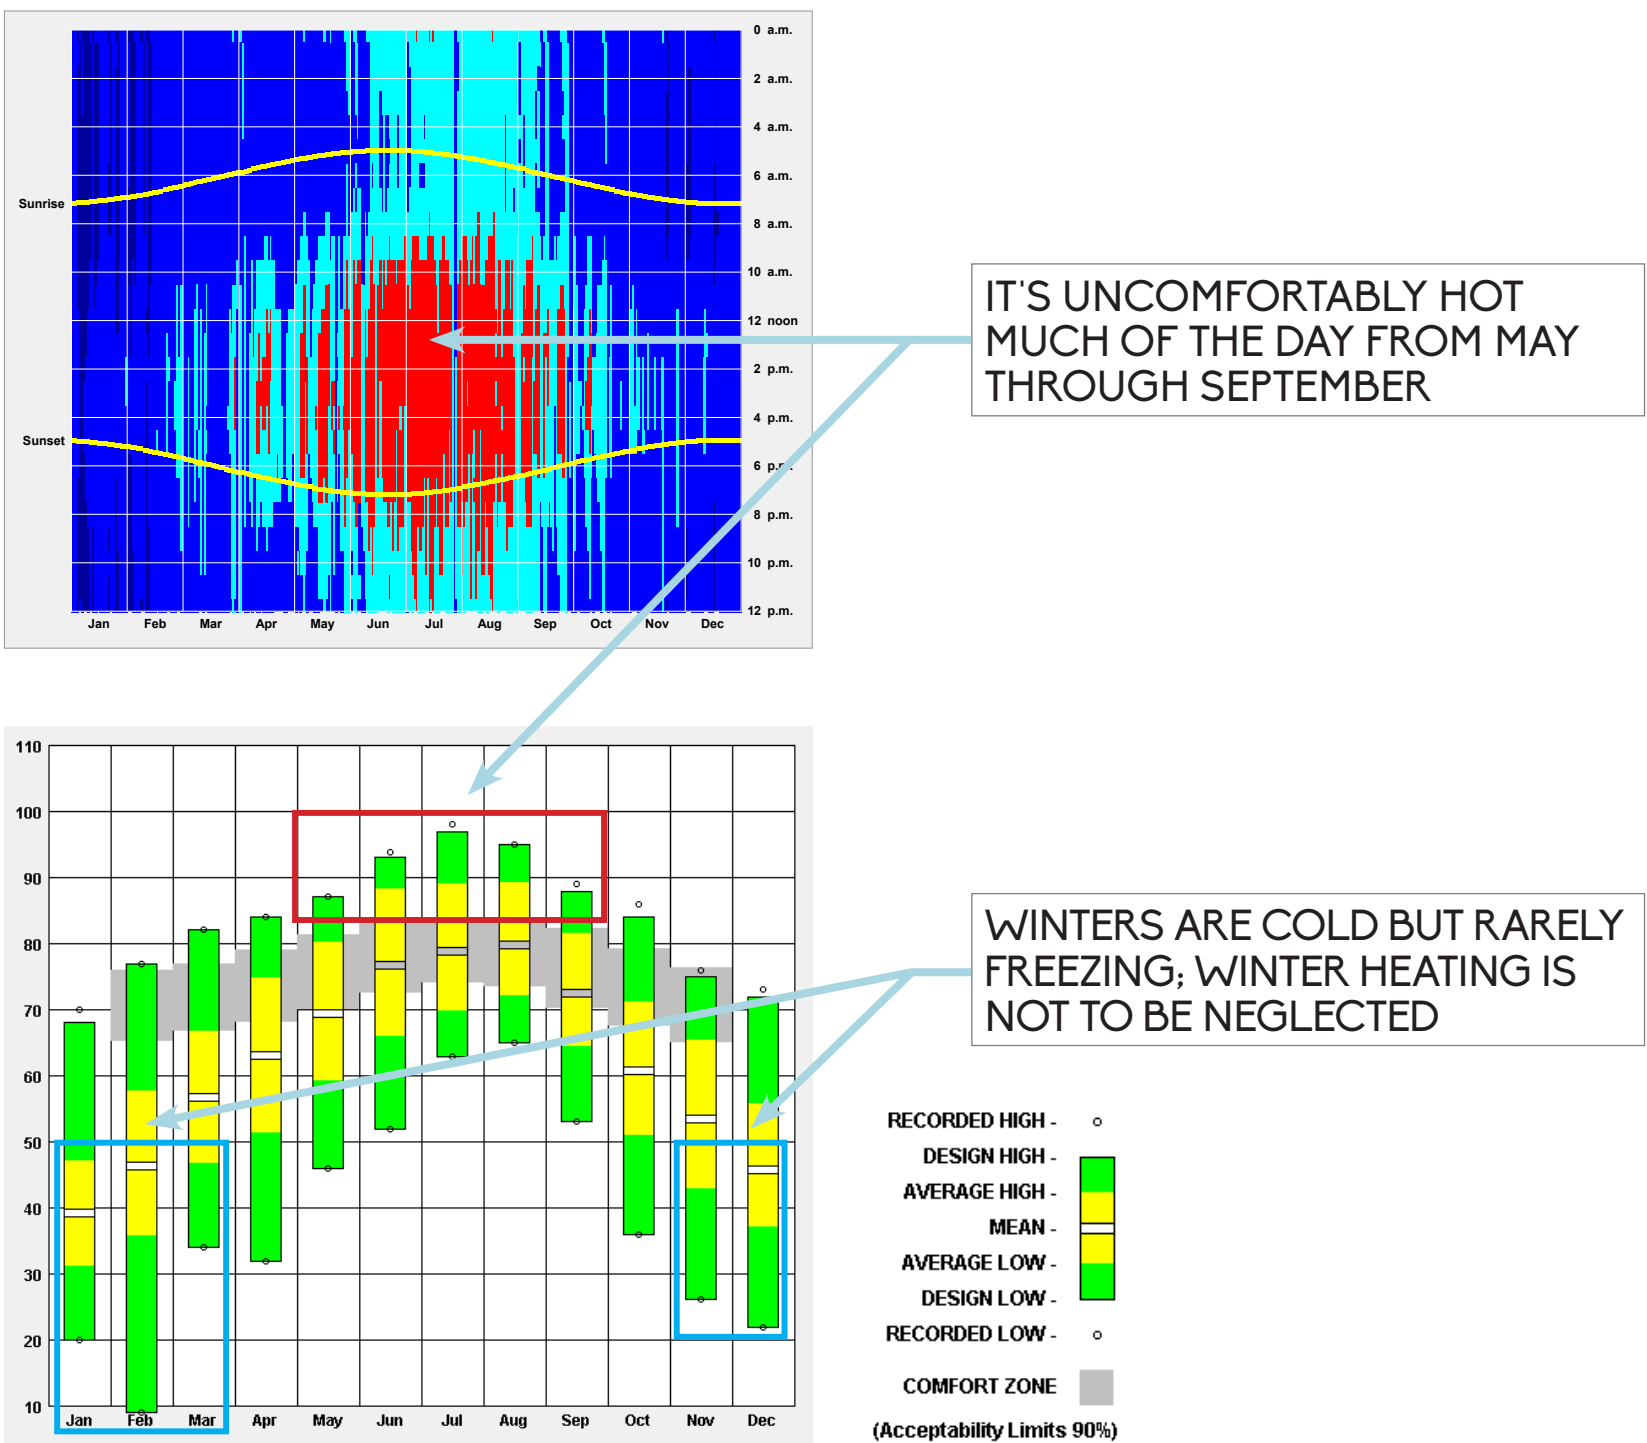 0 a.m.
2 a.m.
4 a.m.
6 a.m.
Sunrise
8 a.m.
10 a.m.
12 noon
2 p.m.
4 p.m.
Sunset
6 p.m.
8 p.m.
10 p.m.
12 p.m.
Jan Feb Mar Apr May Jun Jul Aug Sep Oct Nov Dec
IT'S UNCOMFORTABLY HOT
MUCH OF THE DAY FROM MAY
THROUGH SEPTEMBER
110
100
90
80
70
60
50
40
30
20
10
Jan Feb Mar Apr May Jun Jul Aug Sep Oct Nov Dec
WINTERS ARE COLD BUT RARELY
FREEZING; WINTER HEATING IS
NOT TO BE NEGLECTED
RECORDED HIGH -
DESIGN HIGH -
AVERAGE HIGH -
MEAN -
AVERAGE LOW -
DESIGN LOW -
RECORDED LOW -
COMFORT ZONE
(Acceptability Limits 90%)